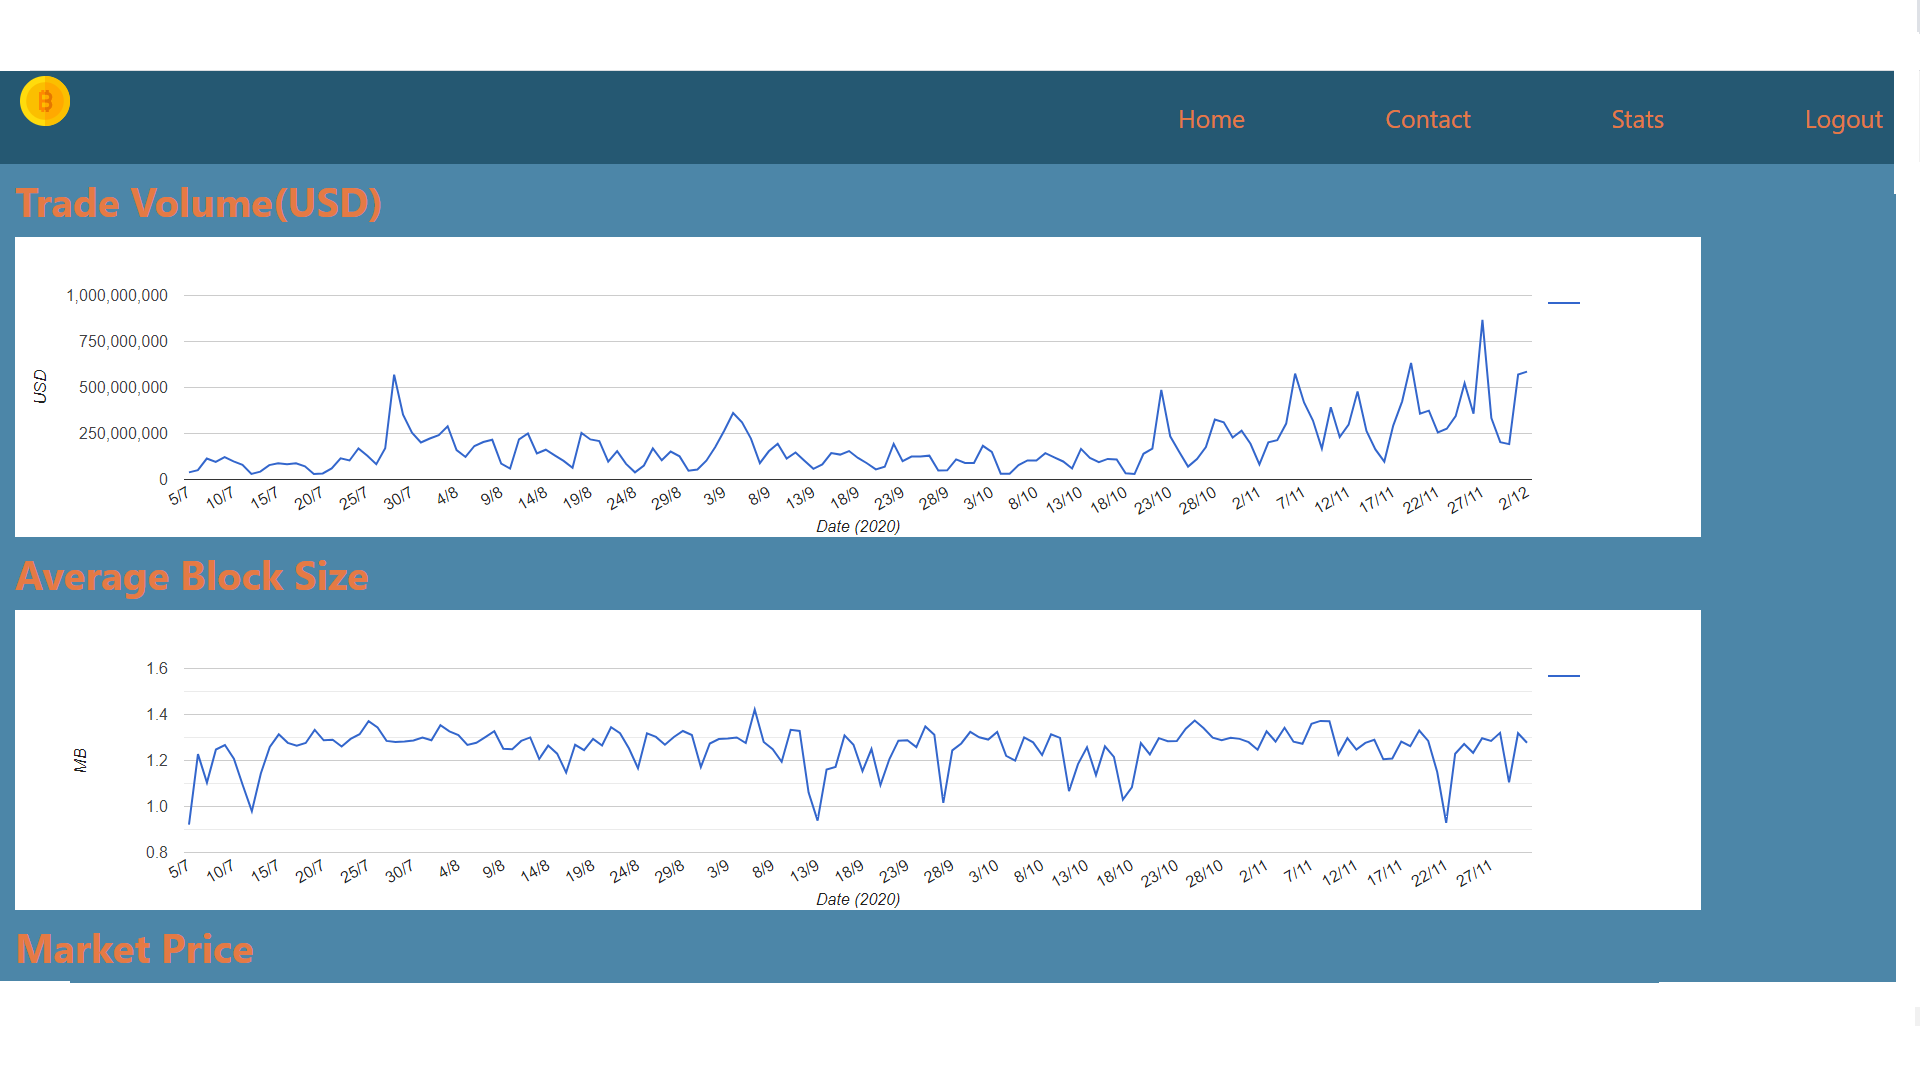 Home Contact Stats Logout
Trade Volume(USD)
1,000,000,000
750,000,000
500,000,000
250,000,000
0
USD
5/7 10/7 15/7 20/7 25/7 30/7 4/8 9/8 14/8 19/8 24/8 29/8 3/9 8/9 13/9 18/9 23/9 28/9 3/10 8/10 13/10 18/10 23/10 28/10 2/11 7/11 12/11 17/11 22/11 27/11 2/12
Date (2020)
Average Block Size
1.6
1.4
1.2
1.0
0.8
MB
5/7 10/7 15/7 20/7 25/7 30/7 4/8 9/8 14/8 19/8 24/8 29/8 3/9 8/9 13/9 18/9 23/9 28/9 3/10 8/10 13/10 18/10 23/10 28/10 2/11 7/11 12/11 17/11 22/11 27/11
Date (2020)
Market Price